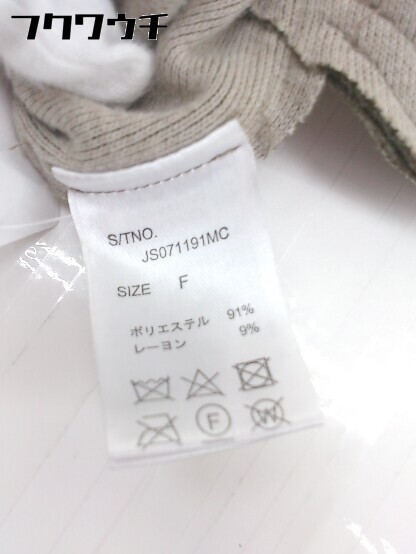 フクワウチ
S/TNO.
JS071191MC
SIZE F
ポリエステル 91%
レーヨン 9%
F W